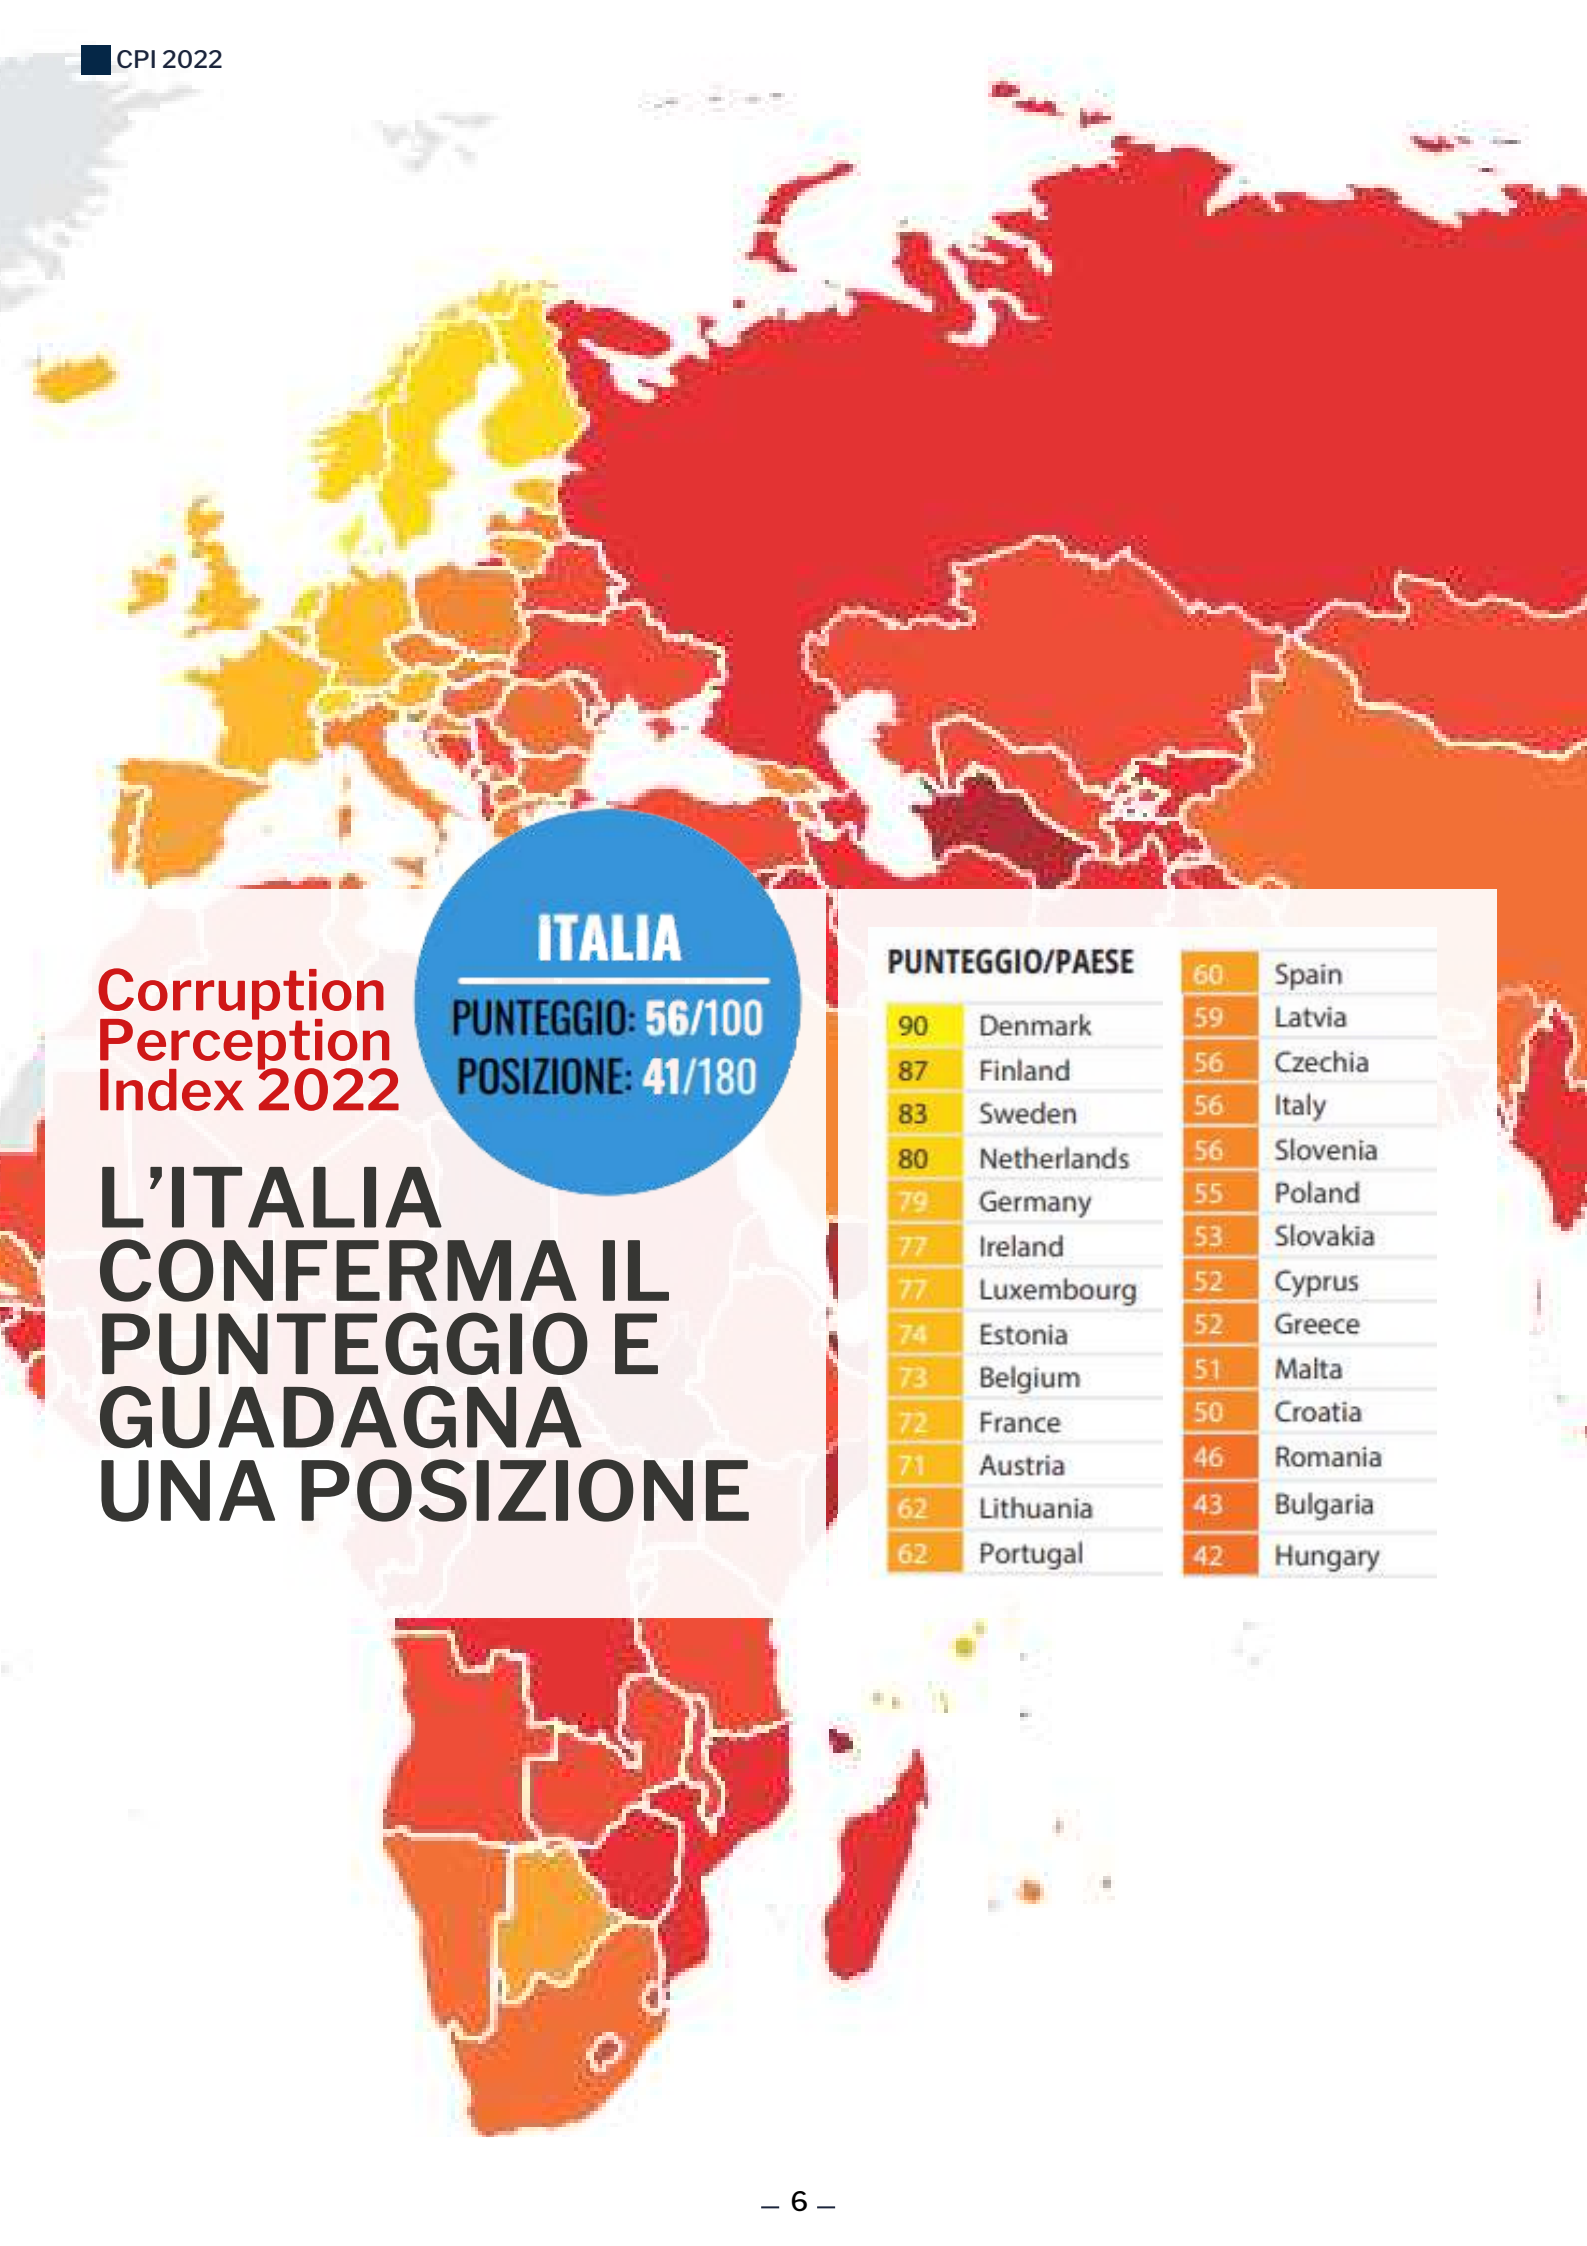 CPI 2022
ITALIA
PUNTEGGIO: 56/100
POSIZIONE: 41/180
Corruption
Perception
Index 2022
L’ITALIA
CONFERMA IL
PUNTEGGIO E
GUADAGNA
UNA POSIZIONE
PUNTEGGIO/PAESE
90 Denmark
87 Finland
83 Sweden
80 Netherlands
79 Germany
77 Ireland
77 Luxembourg
74 Estonia
73 Belgium
72 France
71 Austria
62 Lithuania
62 Portugal
60 Spain
59 Latvia
56 Czechia
56 Italy
56 Slovenia
55 Poland
53 Slovakia
52 Cyprus
52 Greece
51 Malta
50 Croatia
46 Romania
43 Bulgaria
42 Hungary
_ 6 _